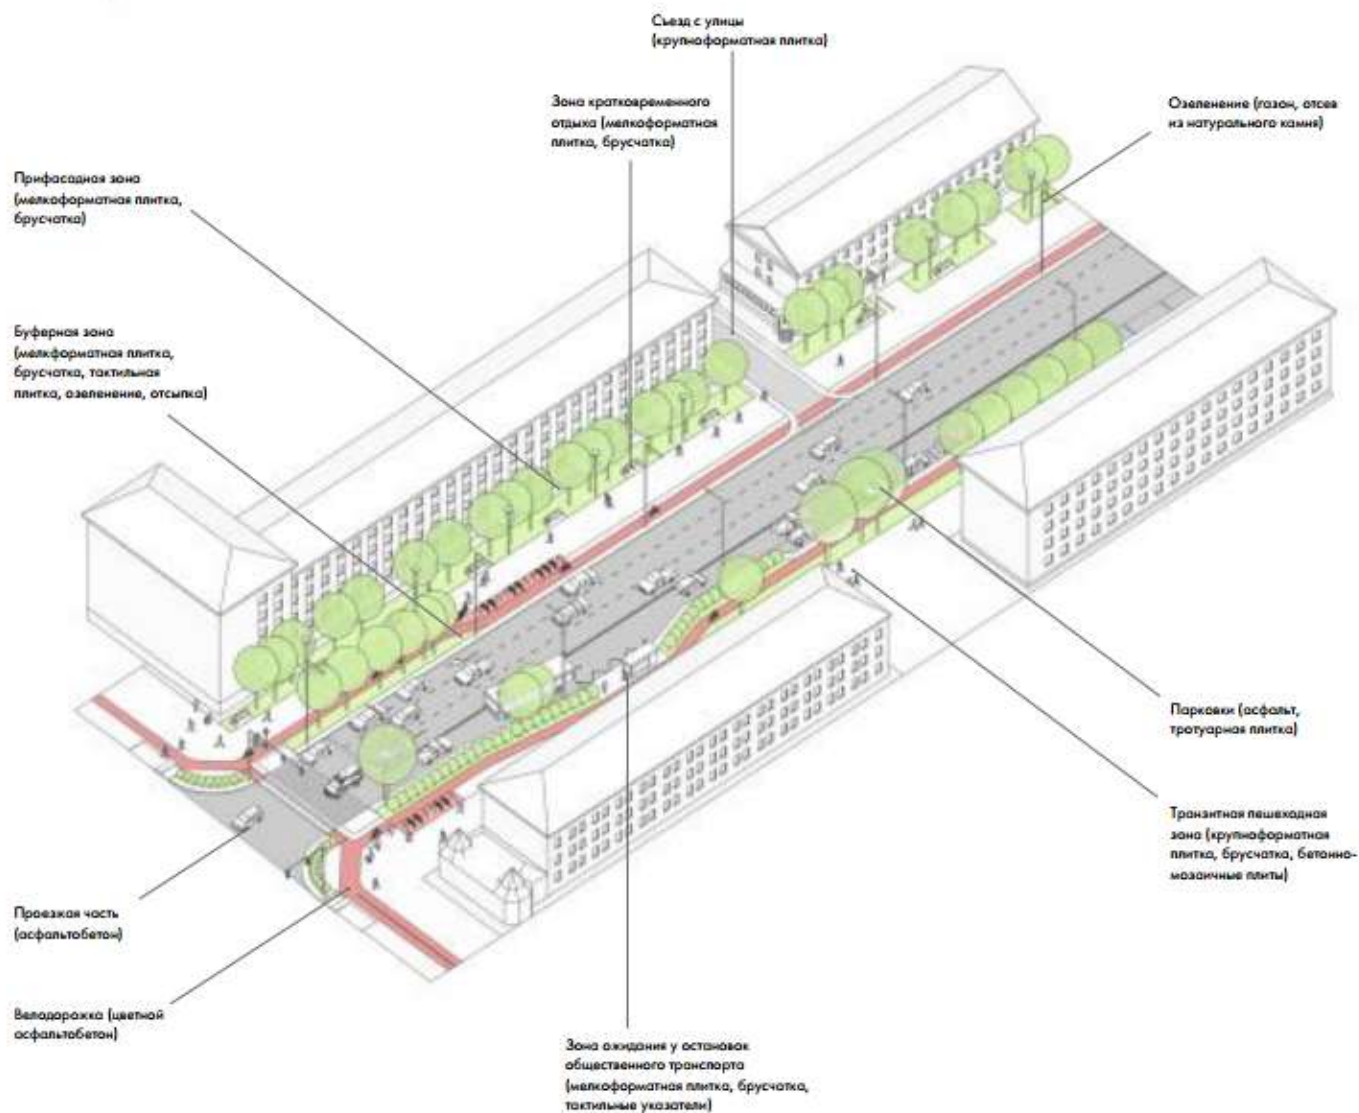 Съезд с улицы
(крупноформатная плитка)
Зона кратковременного
отдыха (мелкоформатная
плитка, брусчатка)
Озеленение (газон, отсев
из натурального камня)
Прифасадная зона
(мелкоформатная плитка,
брусчатка)
Буферная зона
(мелкформатная плитка,
брусчатка, тактильная
плитка, озеленение, отсыпка)
Парковки (асфальт,
тротуарная плитка)
Транзитная пешеходная
зона (крупноформатная
плитка, брусчатка, бетонно-
мозаичные плиты)
Проезжая часть
(асфальтобетон)
Велодорожка (цветной
асфальтобетон)
Зона ожидания у остановок
общественного транспорта
(мелкоформатная плитка, брусчатка,
тактильные указатели)